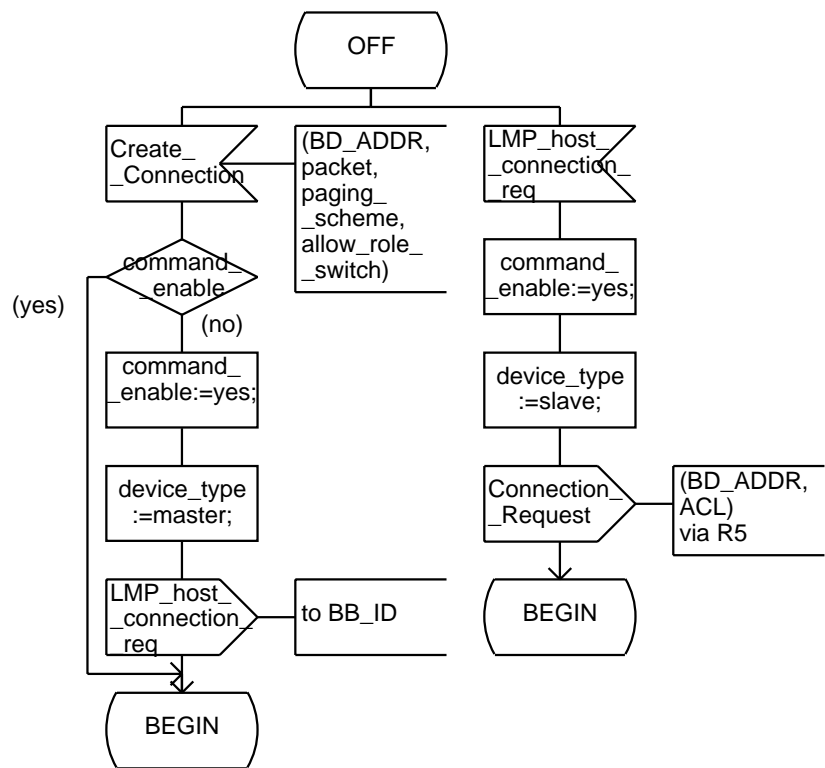 OFF
Create_
_Connection
(BD_ADDR,
packet,
paging_
_scheme,
allow_role_
_switch)
LMP_host_
_connection_
_req
command_
_enable
(yes)
(no)
command_
_enable:=yes;
device_type
:=master;
LMP_host_
_connection_
_req
to BB_ID
BEGIN
command_
_enable:=yes;
device_type
:=slave;
Connection_
_Request
(BD_ADDR,
ACL)
via R5
BEGIN